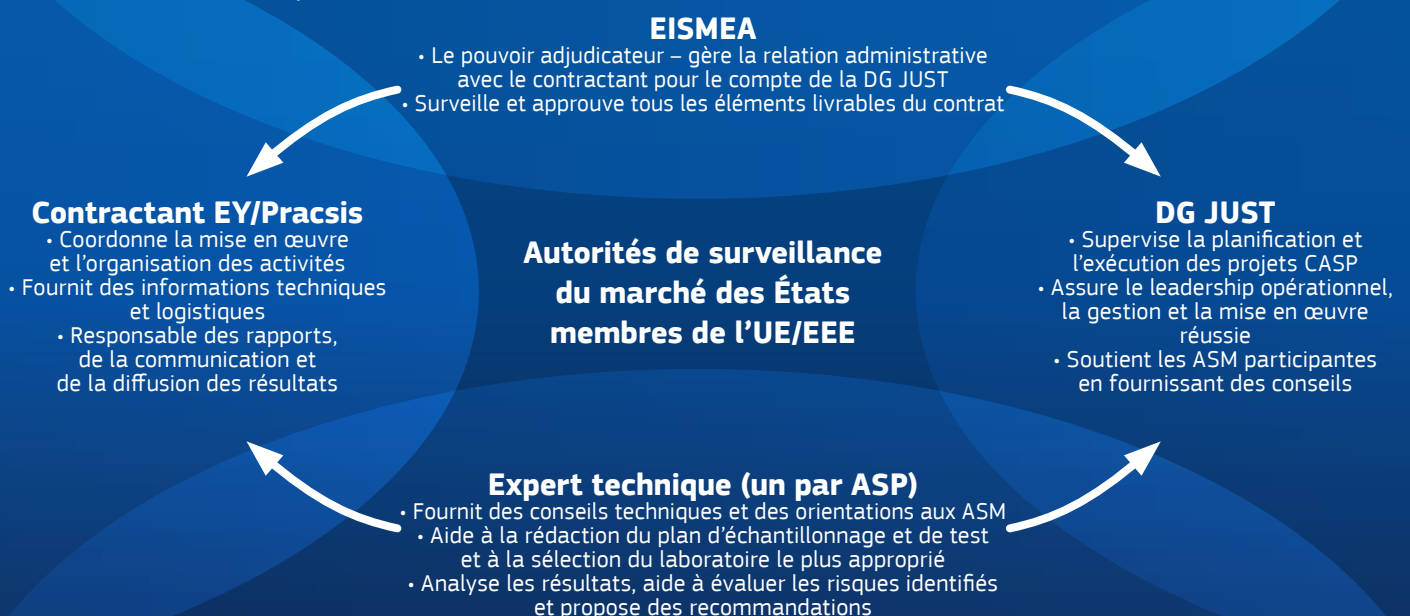 EISMEA
• Le pouvoir adjudicateur – gère la relation administrative
avec le contractant pour le compte de la DG JUST
• Surveille et approuve tous les éléments livrables du contrat
Contractant EY/Pracsis
• Coordonne la mise en œuvre
et l'organisation des activités
• Fournit des informations techniques
et logistiques
• Responsable des rapports,
de la communication et
de la diffusion des résultats
Autorités de surveillance
du marché des États
membres de l’UE/EEE
DG JUST
• Supervise la planification et
l'exécution des projets CASP
• Assure le leadership opérationnel,
la gestion et la mise en œuvre
réussie
• Soutient les ASM participantes
en fournissant des conseils
Expert technique (un par ASP)
• Fournit des conseils techniques et des orientations aux ASM
• Aide à la rédaction du plan d’échantillonnage et de test
et à la sélection du laboratoire le plus approprié
• Analyse les résultats, aide à évaluer les risques identifiés
et propose des recommandations